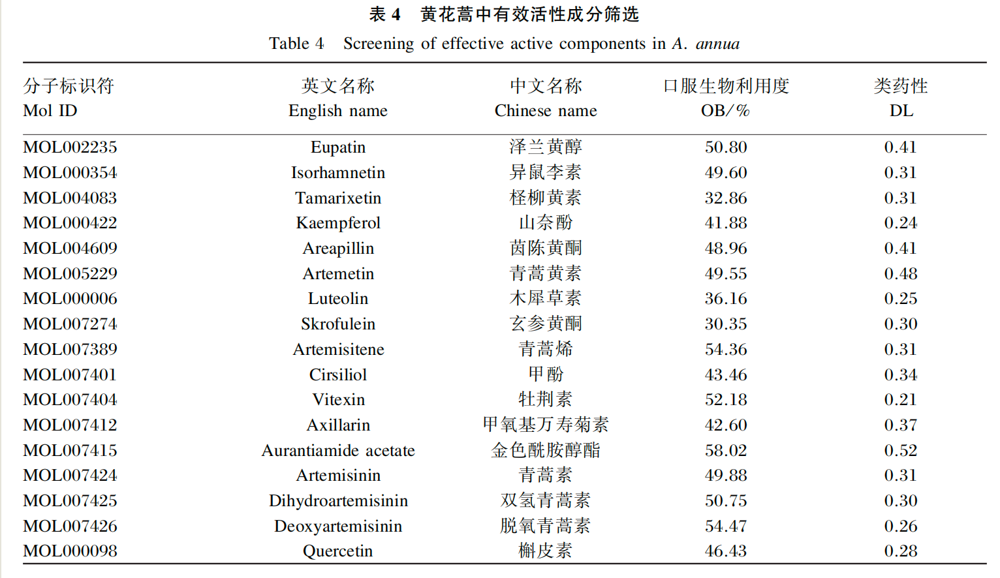 表 4 黄花蒿中有效活性成分筛选
Table 4 Screening of effective active components in A. annua
分子标识符 英文名称 中文名称 口服生物利用度 类药性
Mol ID English name Chinese name OB/% DL
MOL002235 Eupatin 泽兰黄醇 50.80 0.41
MOL000354 Isorhamnetin 异鼠李素 49.60 0.31
MOL004083 Tamarixetin 柽柳黄素 32.86 0.31
MOL000422 Kaempferol 山奈酚 41.88 0.24
MOL004609 Areapillin 茵陈黄酮 48.96 0.41
MOL005229 Artemetin 青蒿黄素 49.55 0.48
MOL000006 Luteolin 木犀草素 36.16 0.25
MOL007274 Skrofulein 玄参黄酮 30.35 0.30
MOL007389 Artemisitene 青蒿烯 54.36 0.31
MOL007401 Cirsiliol 甲酚 43.46 0.34
MOL007404 Vitexin 牡荆素 52.18 0.21
MOL007412 Axillarin 甲氧基万寿菊素 42.60 0.37
MOL007415 Aurantiamide acetate 金色酰胺醇酯 58.02 0.52
MOL007424 Artemisinin 青蒿素 49.88 0.31
MOL007425 Dihydroartemisinin 双氢青蒿素 50.75 0.30
MOL007426 Deoxyartemisinin 脱氧青蒿素 54.47 0.26
MOL000098 Quercetin 槲皮素 46.43 0.28